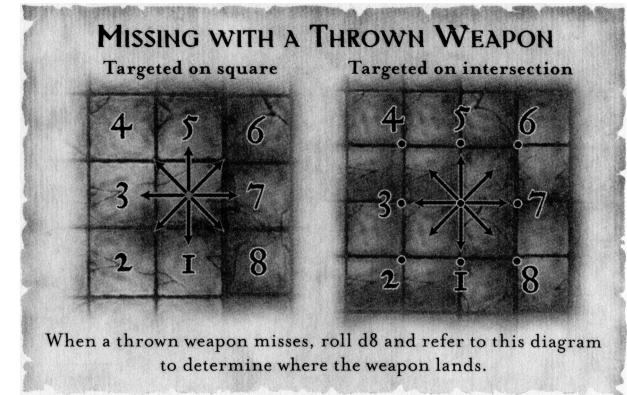 Missing with a Thrown Weapon
Targeted on square
Targeted on intersection
4 5 6
3 7
2 1 8
4 5 6
3 7
2 1 8
When a thrown weapon misses, roll d8 and refer to this diagram
to determine where the weapon lands.